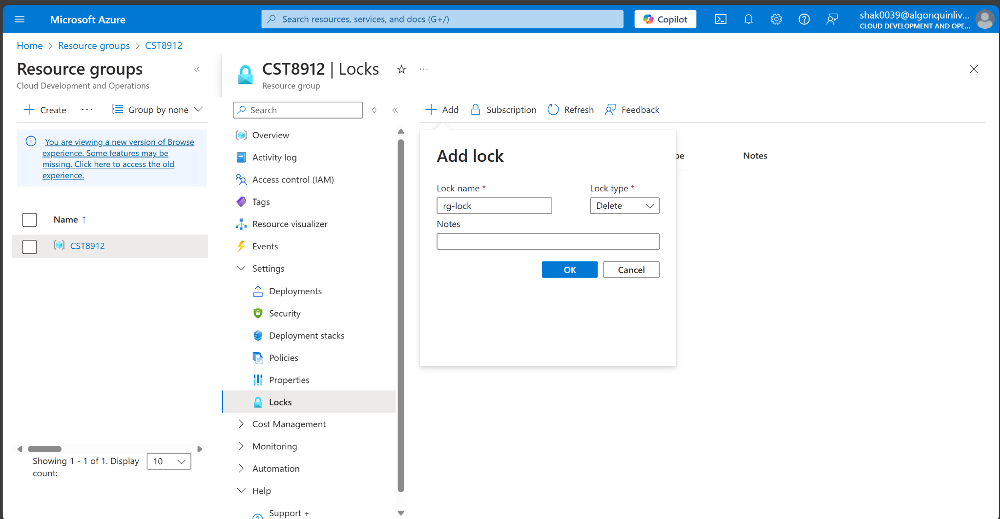 Microsoft Azure
Search resources, services, and docs (G+/)
Copilot
shak0039@algonquinliv...
CLOUD DEVELOPMENT AND OPE...
Home > Resource groups > CST8912
Resource groups
Cloud Development and Operations
CST8912 | Locks
Resource group
Create
Group by none
You are viewing a new version of Browse
experience. Some features may be
missing. Click here to access the old
experience.
Name ↑
CST8912
Showing 1 - 1 of 1. Display
count:
10
Search
Overview
Activity log
Access control (IAM)
Tags
Resource visualizer
Events
Settings
Deployments
Security
Deployment stacks
Policies
Properties
Locks
Cost Management
Monitoring
Automation
Help
Support +
Add
Subscription
Refresh
Feedback
Notes
Add lock
Lock name *
Lock type *
rg-lock
Delete
Notes
OK
Cancel